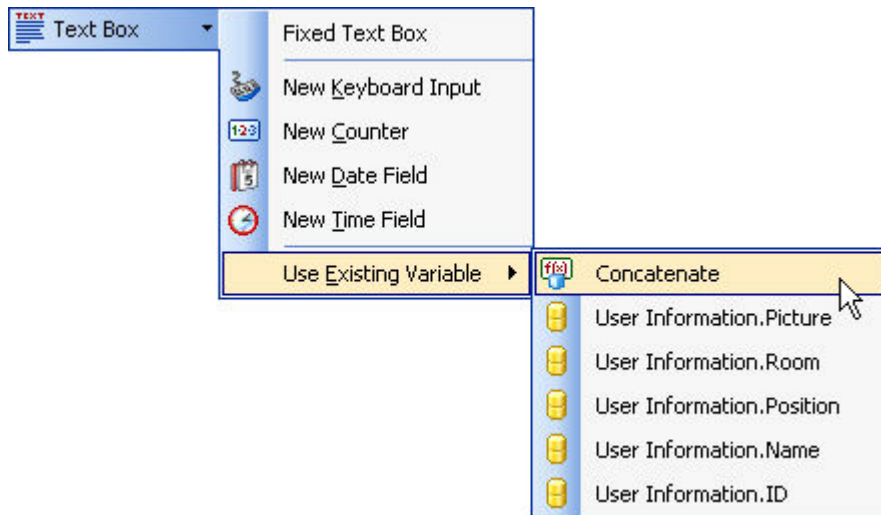 TEXT
Text Box
Fixed Text Box
New Keyboard Input
1·2·3
New Counter
5
New Date Field
New Time Field
Use Existing Variable
f(x)
Concatenate
User Information.Picture
User Information.Room
User Information.Position
User Information.Name
User Information.ID